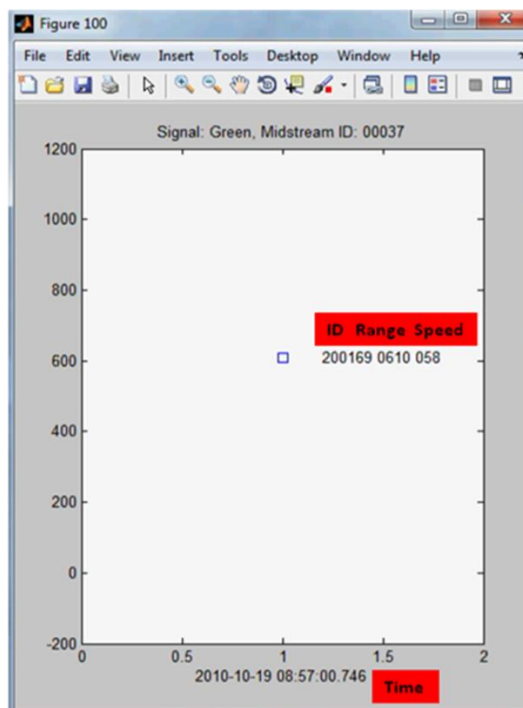 Figure 100
File Edit View Insert Tools Desktop Window Help
Signal: Green, Midstream ID: 00037
1200
1000
800
ID Range Speed
600
200169 0610 058
400
200
0
-200
0 0.5 1 1.5 2
2010-10-19 08:57:00.746
Time